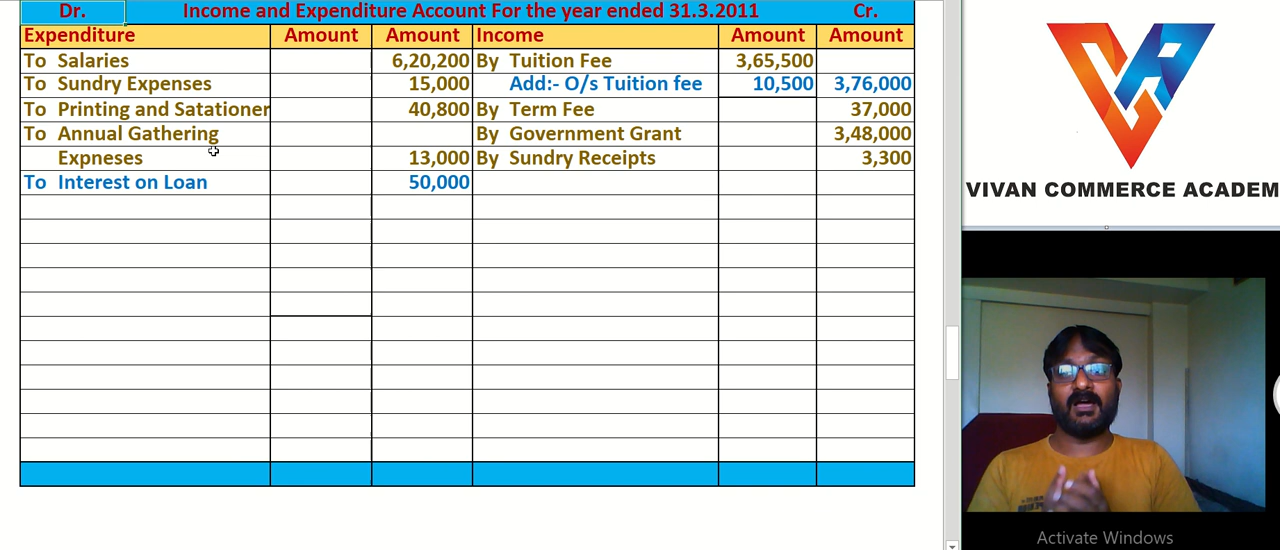 Dr. Income and Expenditure Account For the year ended 31.3.2011 Cr.
Expenditure Amount Amount Income Amount Amount
To Salaries 6,20,200 By Tuition Fee 3,65,500
To Sundry Expenses 15,000 Add:- O/s Tuition fee 10,500 3,76,000
To Printing and Satationer 40,800 By Term Fee 37,000
To Annual Gathering By Government Grant 3,48,000
Expneses 13,000 By Sundry Receipts 3,300
To Interest on Loan 50,000
VIVAN COMMERCE ACADEM
Activate Windows